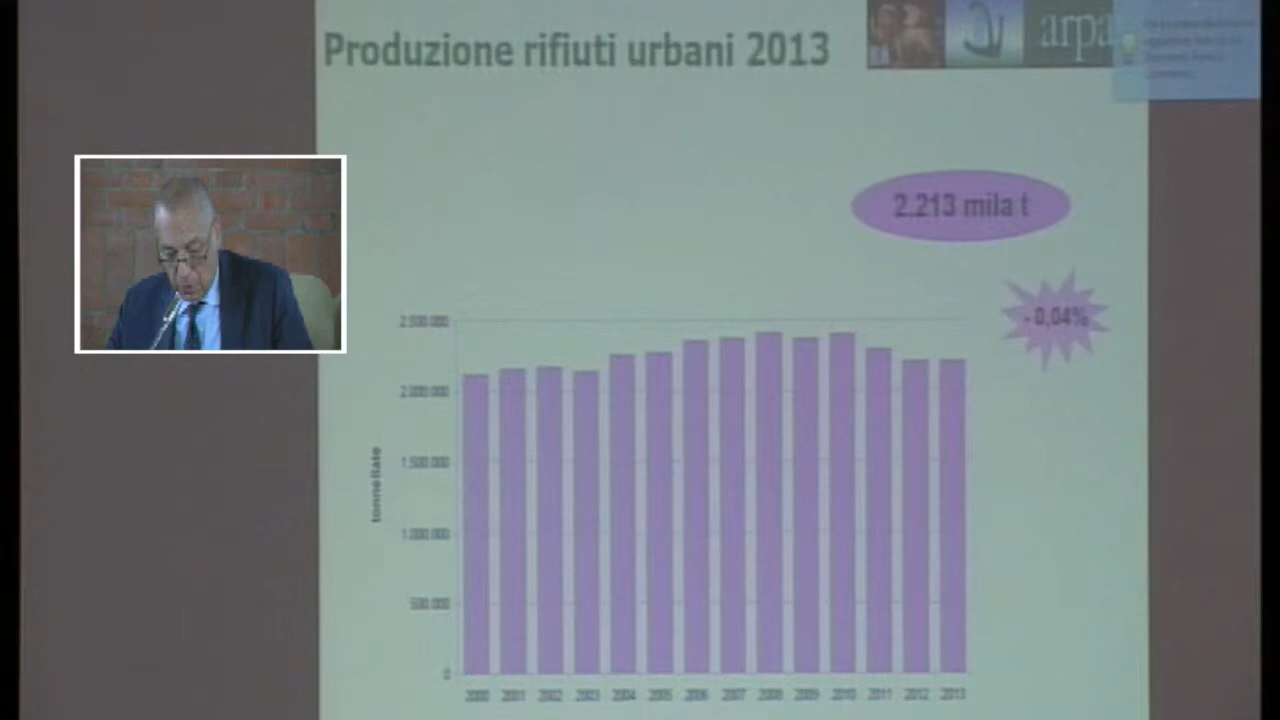 Produzione rifiuti urbani 2013
arpa
2.213 mila t
- 0,04%
2.500.000
2.000.000
1.500.000
1.000.000
500.000
0
tonnellate
2000 2001 2002 2003 2004 2005 2006 2007 2008 2009 2010 2011 2012 2013